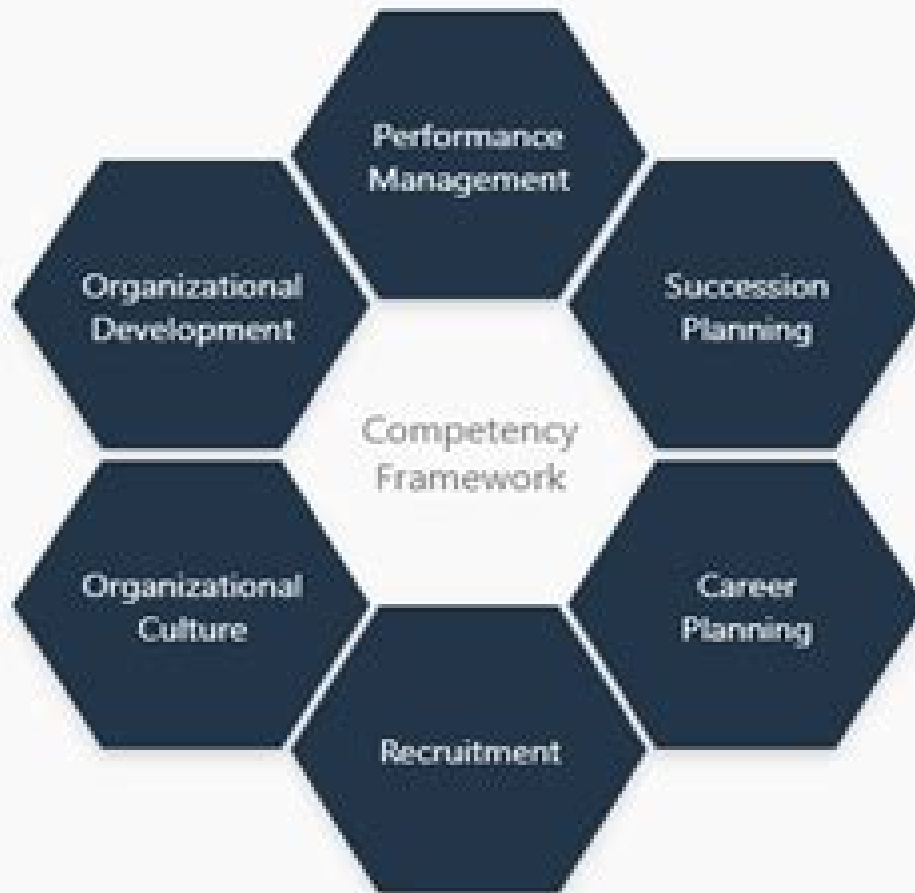 Performance
Management
Succession
Planning
Career
Planning
Recruitment
Organizational
Culture
Organizational
Development
Competency
Framework